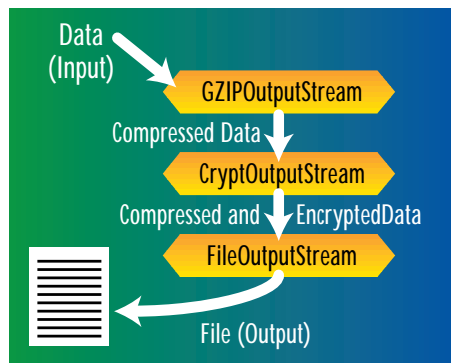 Data
(Input)
GZIPOutputStream
Compressed Data
CryptOutputStream
Compressed and EncryptedData
FileOutputStream
File (Output)